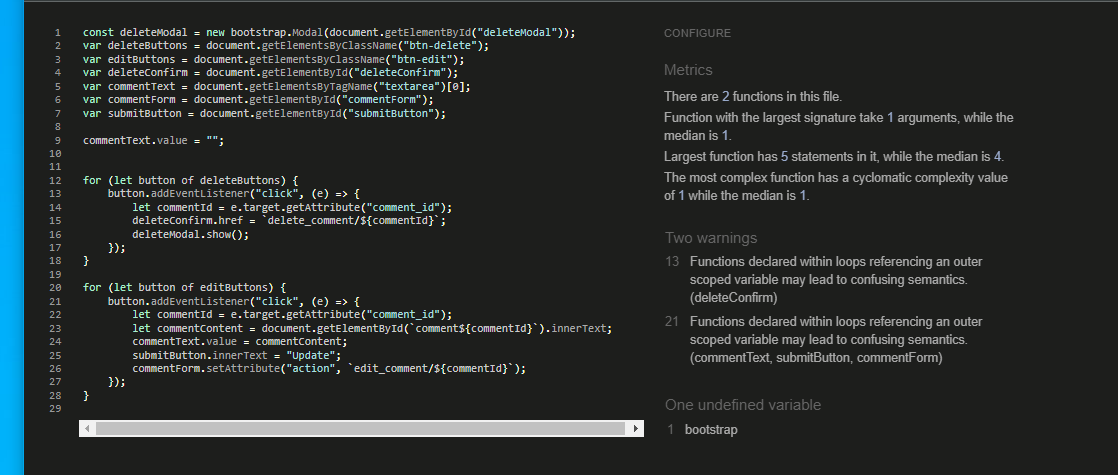 1 const deleteModal = new bootstrap.Modal(document.getElementById("deleteModal"));
2 var deleteButtons = document.getElementsByClassName("btn-delete");
3 var editButtons = document.getElementsByClassName("btn-edit");
4 var deleteConfirm = document.getElementById("deleteConfirm");
5 var commentText = document.getElementsByTagName("textarea")[0];
6 var commentForm = document.getElementById("commentForm");
7 var submitButton = document.getElementById("submitButton");
8
9 commentText.value = "";
10
11
12 for (let button of deleteButtons) {
13     button.addEventListener("click", (e) => {
14         let commentId = e.target.getAttribute("comment_id");
15         deleteConfirm.href = `delete_comment/${commentId}`;
16         deleteModal.show();
17     });
18 }
19
20 for (let button of editButtons) {
21     button.addEventListener("click", (e) => {
22         let commentId = e.target.getAttribute("comment_id");
23         let commentContent = document.getElementById(`comment${commentId}`).innerText;
24         commentText.value = commentContent;
25         submitButton.innerText = "Update";
26         commentForm.setAttribute("action", `edit_comment/${commentId}`);
27     });
28 }
29
CONFIGURE
Metrics
There are 2 functions in this file.
Function with the largest signature take 1 arguments, while the
median is 1.
Largest function has 5 statements in it, while the median is 4.
The most complex function has a cyclomatic complexity value
of 1 while the median is 1.
Two warnings
13 Functions declared within loops referencing an outer
scoped variable may lead to confusing semantics.
(deleteConfirm)
21 Functions declared within loops referencing an outer
scoped variable may lead to confusing semantics.
(commentText, submitButton, commentForm)
One undefined variable
1 bootstrap